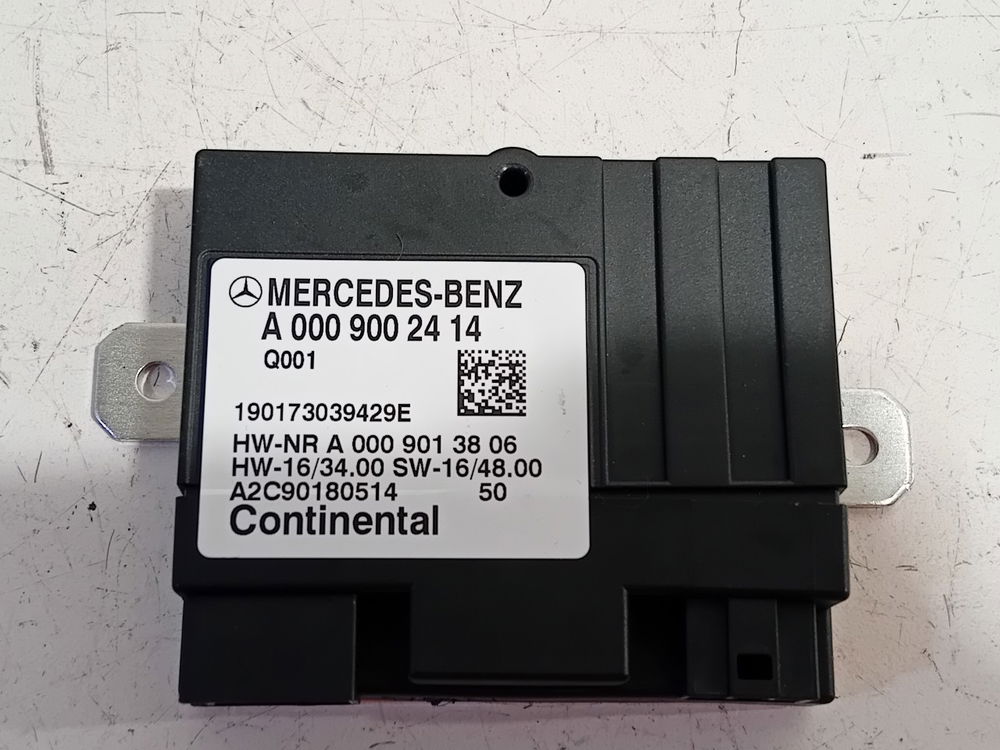 MERCEDES-BENZ
A 000 900 24 14
Q001
190173039429E
HW-NR A 000 901 38 06
HW-16/34.00 SW-16/48.00
A2C90180514 50
Continental